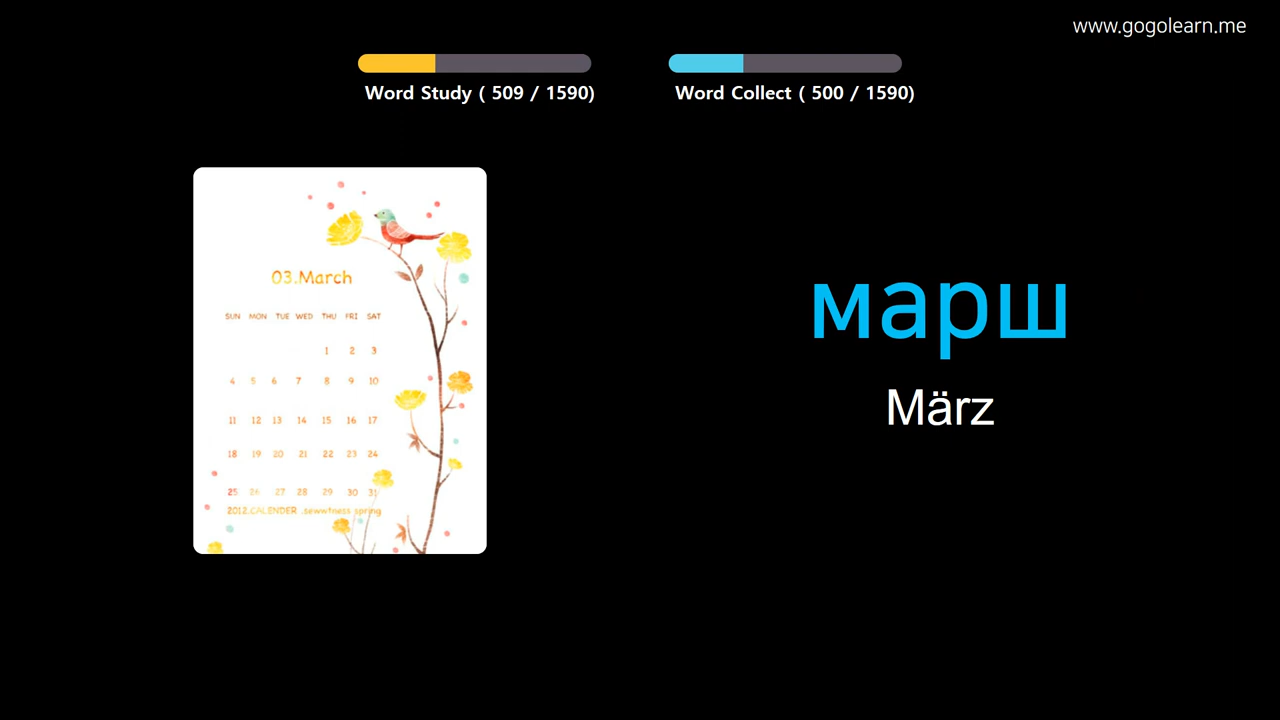 www.gogolearn.me
Word Study ( 509 / 1590)
Word Collect ( 500 / 1590)
03.March
SUN MON TUE WED THU FRI SAT
1 2 3
4 5 6 7 8 9 10
11 12 13 14 15 16 17
18 19 20 21 22 23 24
25 26 27 28 29 30 31
2012.CALENDER .sewwtness spring
марш
März